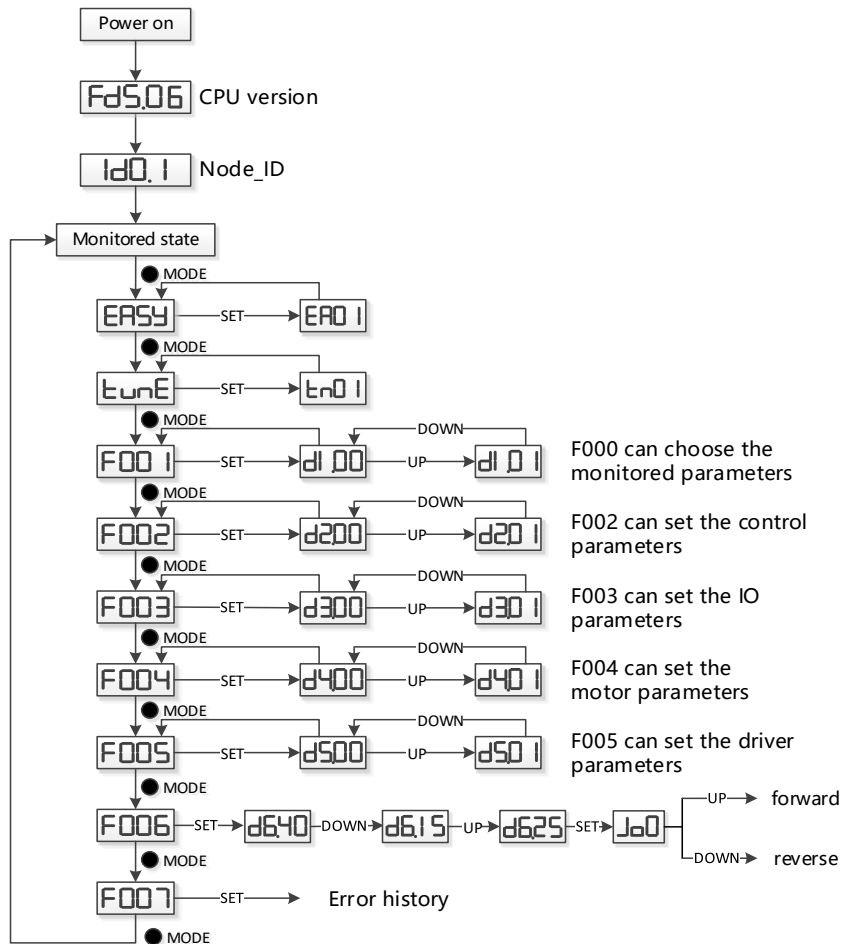 Power on
FdS.06 CPU version
Id0.1 Node_ID
Monitored state
MODE
EASY SET EA01
MODE
tunE SET tn01
MODE
DOWN
F001 SET d1.00 UP d1.01
F000 can choose the
monitored parameters
MODE
DOWN
F002 SET d2.00 UP d2.01
F002 can set the control
parameters
MODE
DOWN
F003 SET d3.00 UP d3.01
F003 can set the IO
parameters
MODE
DOWN
F004 SET d4.00 UP d4.01
F004 can set the
motor parameters
MODE
DOWN
F005 SET d5.00 UP d5.01
F005 can set the driver
parameters
MODE
UP forward
F006 SET d6.40 DOWN d6.15 UP d6.25 SET Jo0
DOWN reverse
MODE
F007 SET Error history
MODE